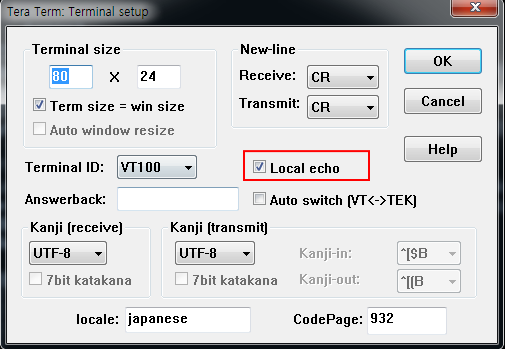 Tera Term: Terminal setup
Terminal size
80 X 24
Term size = win size
Auto window resize
New-line
Receive: CR
Transmit: CR
OK
Cancel
Help
Terminal ID: VT100
Local echo
Answerback:
Auto switch (VT<->TEK)
Kanji (receive)
UTF-8
7bit katakana
Kanji (transmit)
UTF-8
7bit katakana
Kanji-in: ^[$B
Kanji-out: ^[(B
locale: japanese
CodePage: 932